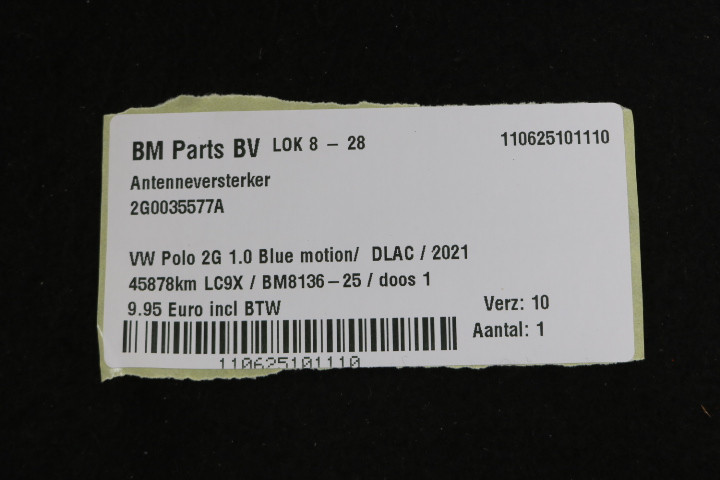 BM Parts BV LOK 8 - 28 110625101110
Antenneversterker
2G0035577A
VW Polo 2G 1.0 Blue motion/ DLAC / 2021
45878km LC9X / BM8136-25 / doos 1
9.95 Euro incl BTW Verz: 10
Aantal: 1
110625101110